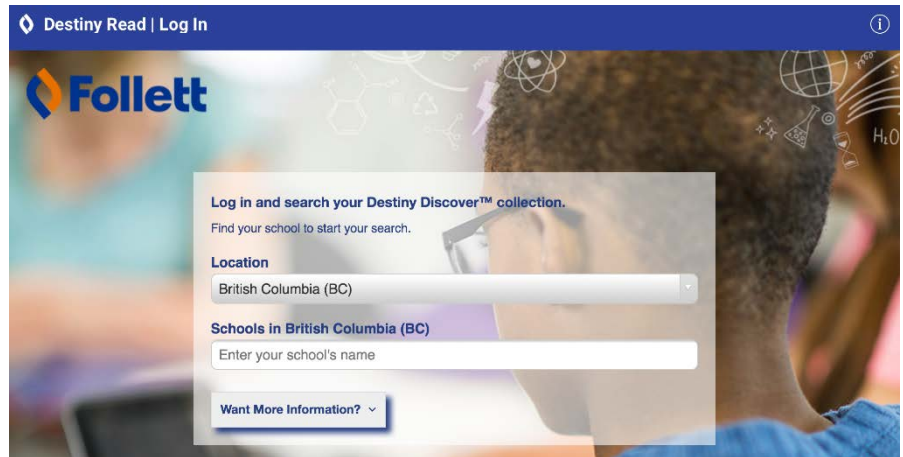 Destiny Read | Log In
Follett
H₂O
Log in and search your Destiny Discover™ collection.
Find your school to start your search.
Location
British Columbia (BC)
Schools in British Columbia (BC)
Enter your school's name
Want More Information?